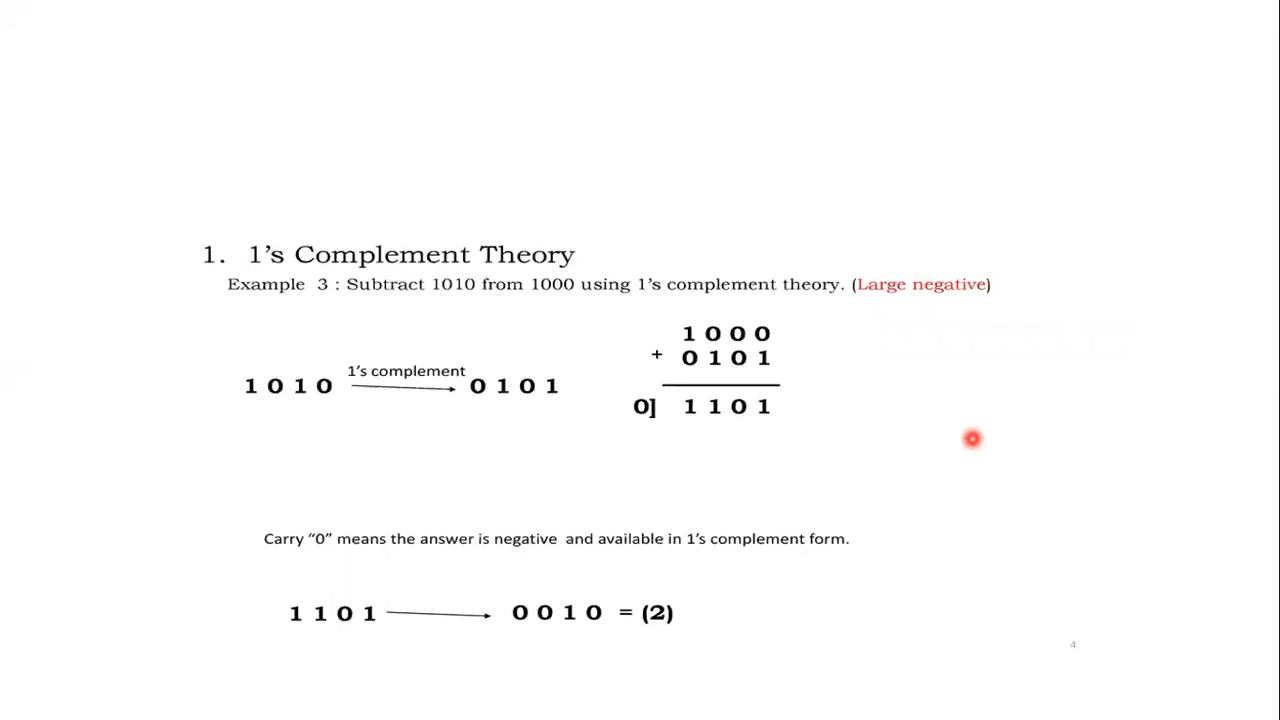 1. 1’s Complement Theory
Example 3 : Subtract 1010 from 1000 using 1’s complement theory. (Large negative)
1 0 0 0
+ 0 1 0 1
1’s complement
1 0 1 0 0 1 0 1
0] 1 1 0 1
Carry “0” means the answer is negative and available in 1’s complement form.
1 1 0 1 0 0 1 0 = (2)
4